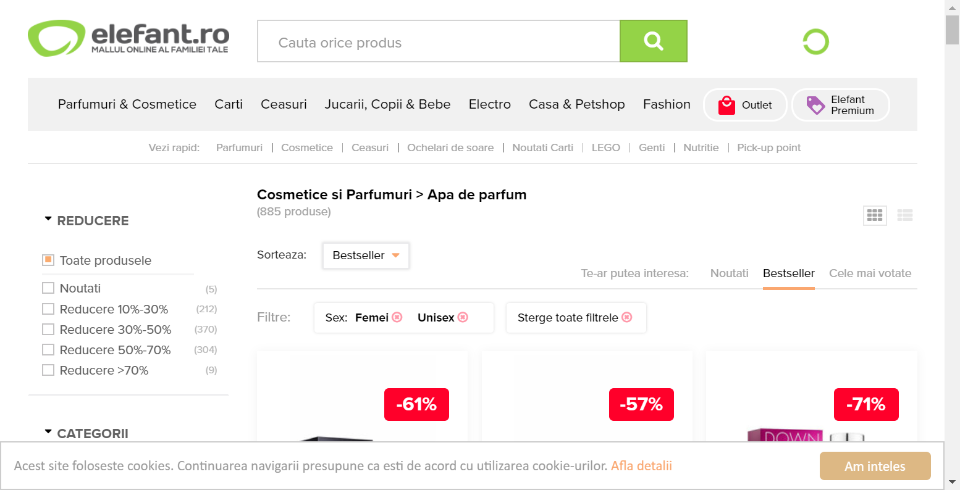 elefant.ro
MALLUL ONLINE AL FAMILIEI TALE
Cauta orice produs
Parfumuri & Cosmetice Carti Ceasuri Jucarii, Copii & Bebe Electro Casa & Petshop Fashion Outlet Elefant Premium
Vezi rapid: Parfumuri | Cosmetice | Ceasuri | Ochelari de soare | Noutati Carti | LEGO | Genti | Nutritie | Pick-up point
Cosmetice si Parfumuri > Apa de parfum
(885 produse)
REDUCERE
Toate produsele
Noutati (5)
Reducere 10%-30% (212)
Reducere 30%-50% (370)
Reducere 50%-70% (304)
Reducere >70% (9)
CATEGORII
Sorteaza: Bestseller
Te-ar putea interesa: Noutati Bestseller Cele mai votate
Filtre: Sex: Femei Unisex Sterge toate filtrele
-61% -57% -71%
DOWN
Acest site foloseste cookies. Continuarea navigarii presupune ca esti de acord cu utilizarea cookie-urilor. Afla detalii
Am inteles